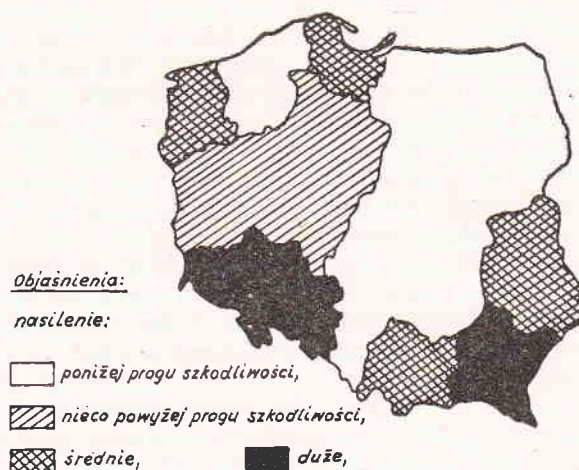 Objaśnienia:
nasilenie:
poniżej progu szkodliwości,
nieco powyżej progu szkodliwości,
średnie, duże,